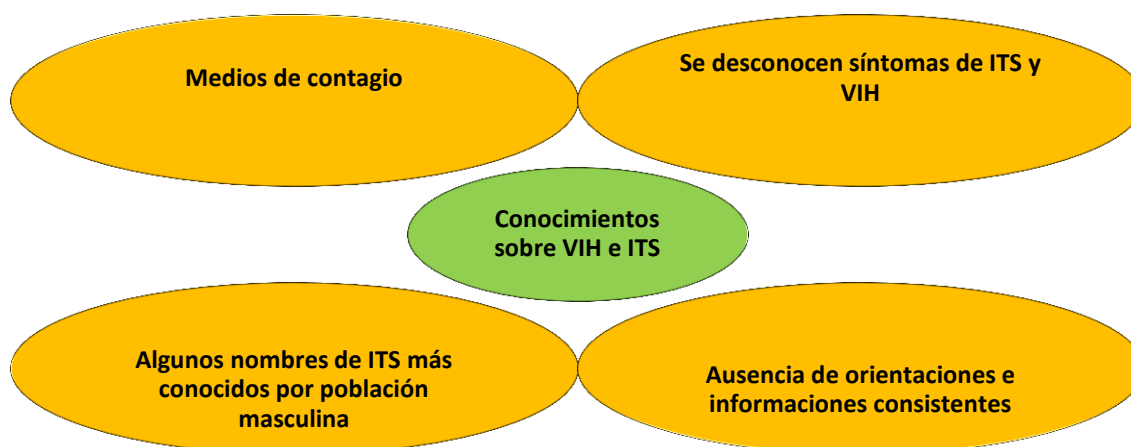 Medios de contagio
Se desconocen síntomas de ITS y
VIH
Conocimientos
sobre VIH e ITS
Algunos nombres de ITS más
conocidos por población
masculina
Ausencia de orientaciones e
informaciones consistentes